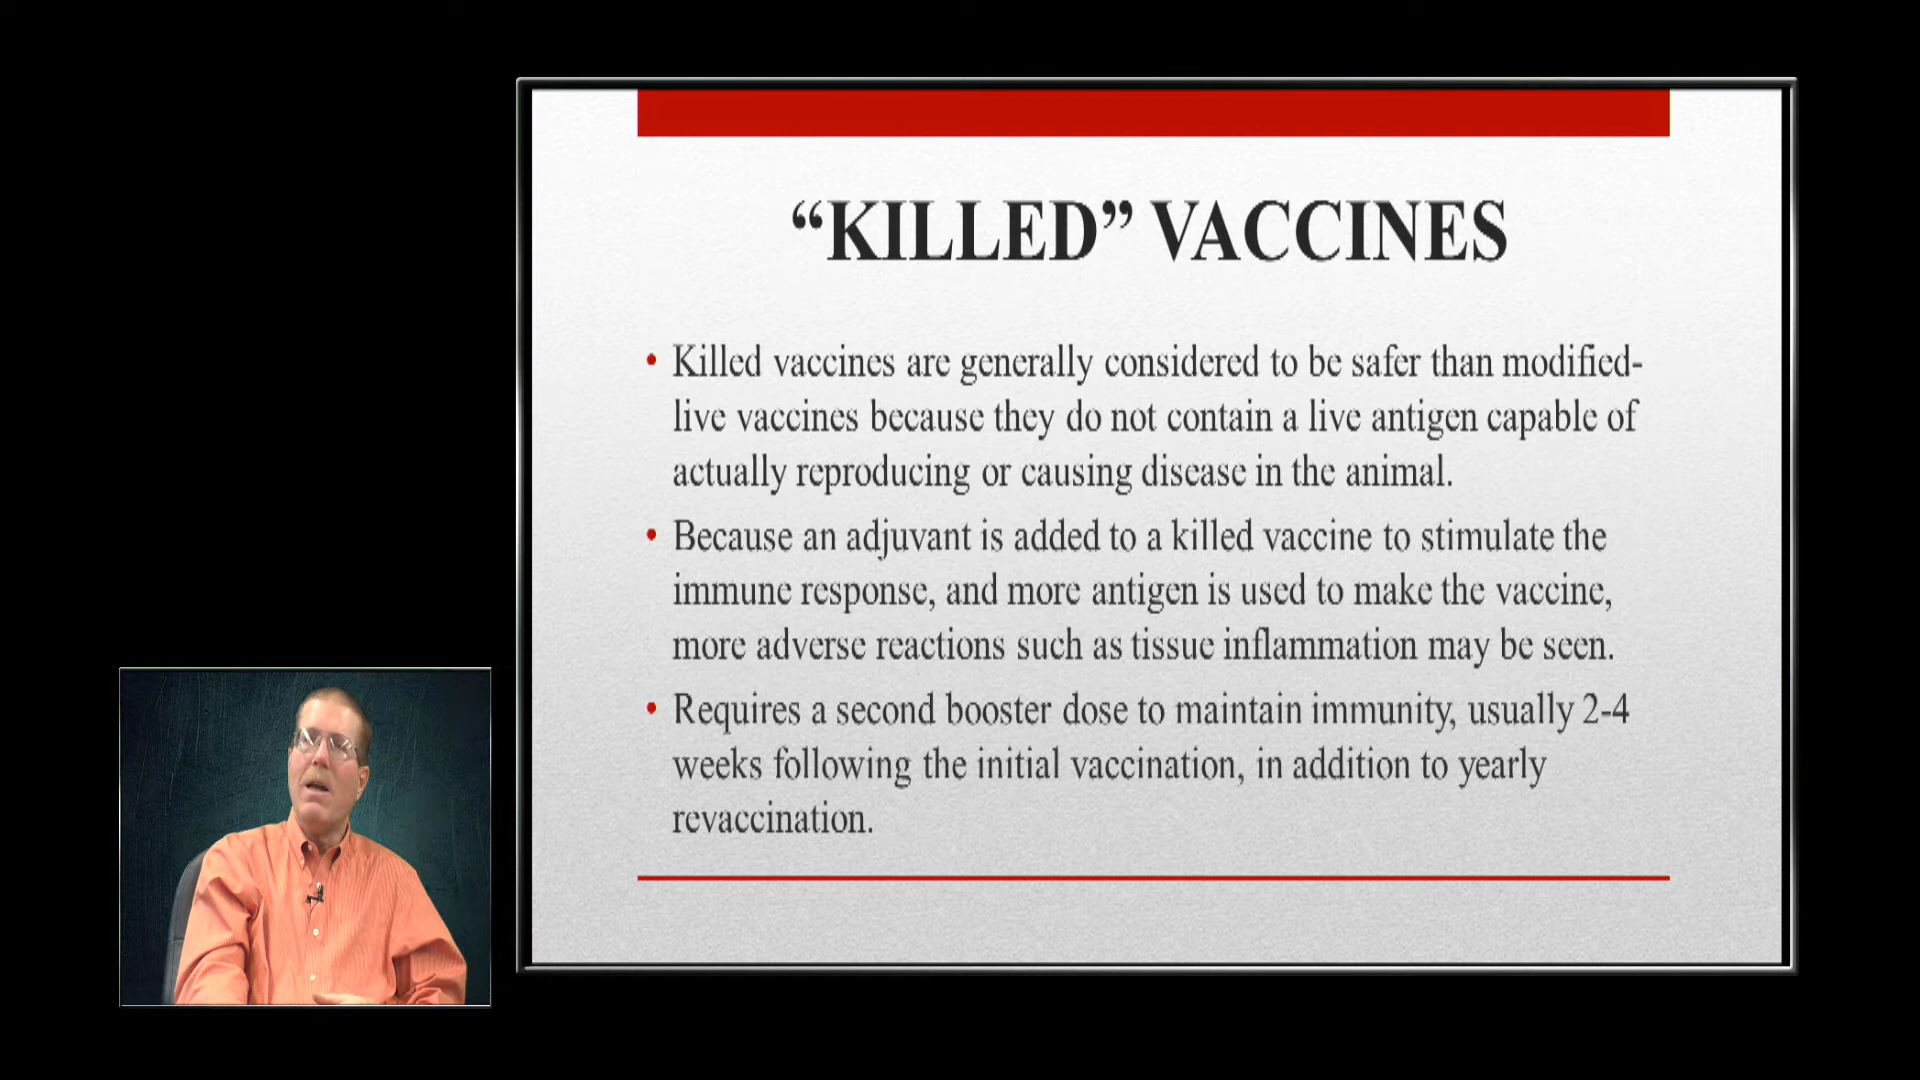 “KILLED” VACCINES
• Killed vaccines are generally considered to be safer than modified-
live vaccines because they do not contain a live antigen capable of
actually reproducing or causing disease in the animal.
• Because an adjuvant is added to a killed vaccine to stimulate the
immune response, and more antigen is used to make the vaccine,
more adverse reactions such as tissue inflammation may be seen.
• Requires a second booster dose to maintain immunity, usually 2-4
weeks following the initial vaccination, in addition to yearly
revaccination.